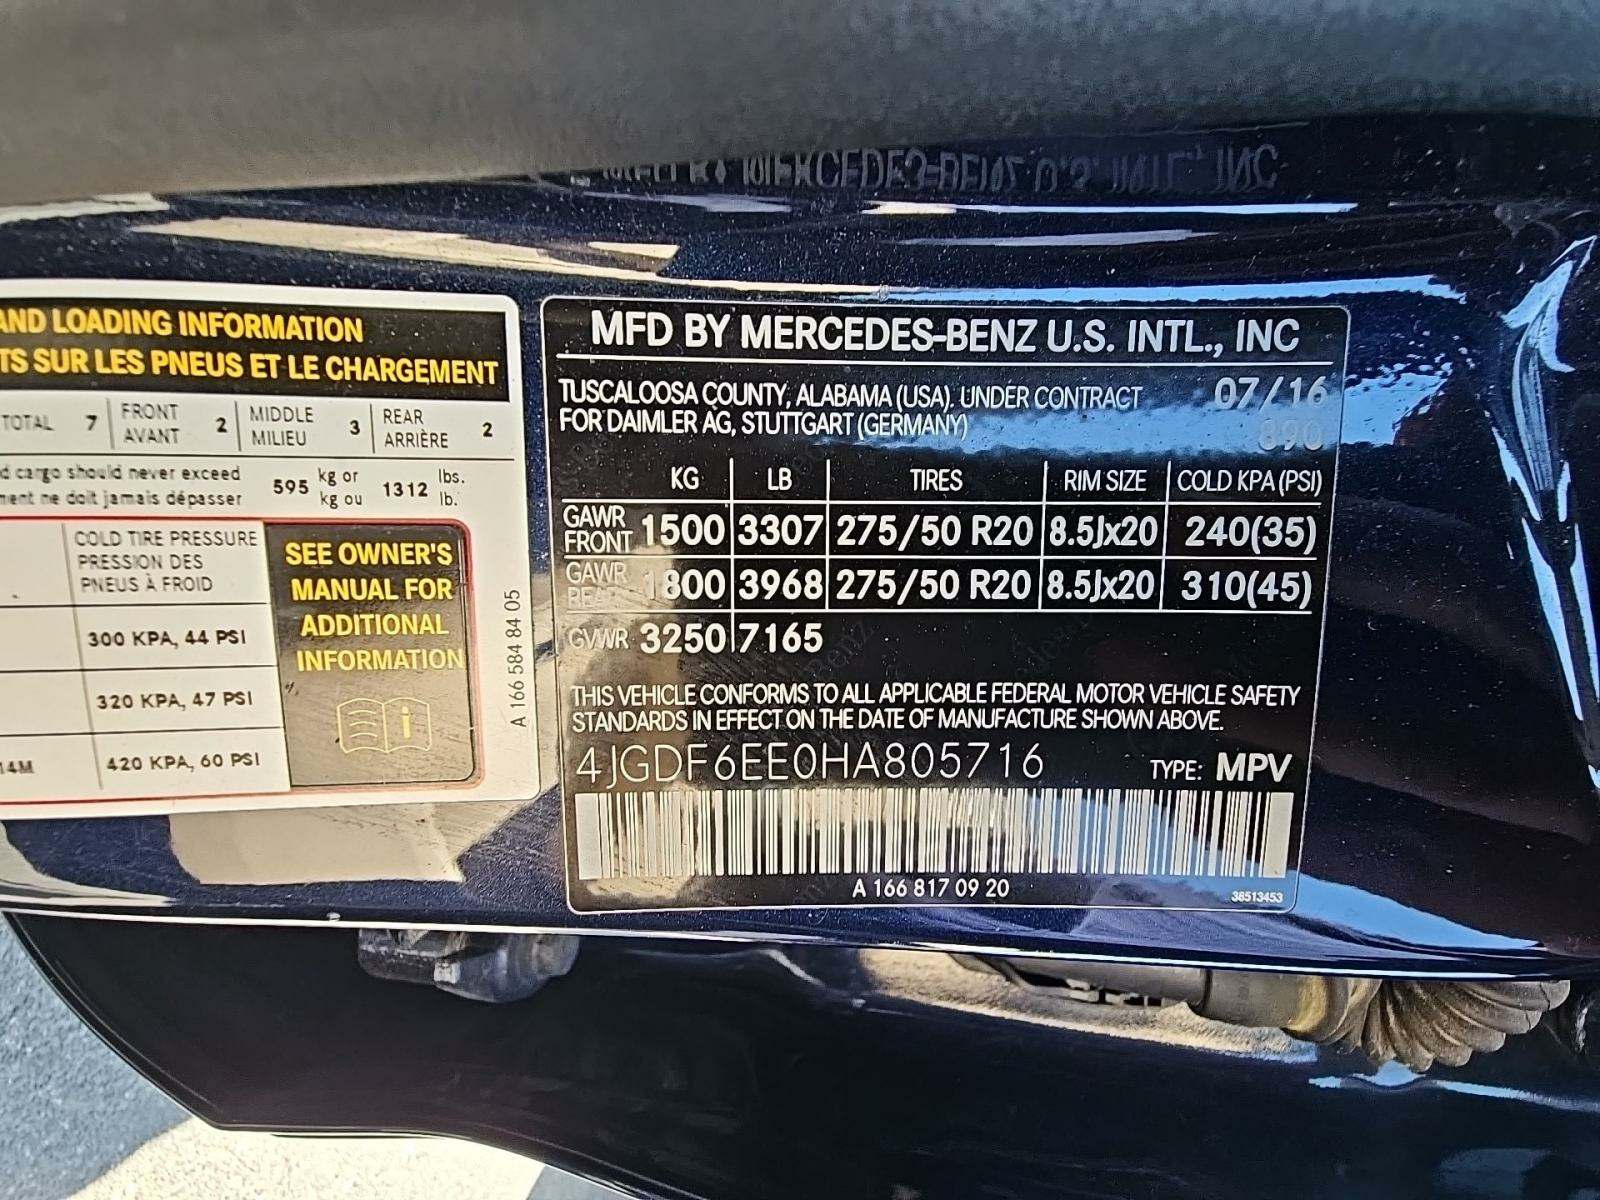 AND LOADING INFORMATION
TS SUR LES PNEUS ET LE CHARGEMENT
TOTAL 7 FRONT AVANT 2 MIDDLE MILIEU 3 REAR ARRIÈRE 2
d cargo should never exceed 595 kg or 1312 lbs.
ment ne doit jamais dépasser kg ou lb.
COLD TIRE PRESSURE
PRESSION DES
PNEUS À FROID
300 KPA, 44 PSI
320 KPA, 47 PSI
14M 420 KPA, 60 PSI
SEE OWNER'S
MANUAL FOR
ADDITIONAL
INFORMATION
i
A 166 584 84 05
MFD BY MERCEDES-BENZ U.S. INTL., INC
TUSCALOOSA COUNTY, ALABAMA (USA). UNDER CONTRACT 07/16
FOR DAIMLER AG, STUTTGART (GERMANY) 890
KG LB TIRES RIM SIZE COLD KPA (PSI)
GAWR FRONT 1500 3307 275/50 R20 8.5Jx20 240(35)
GAWR REAR 1800 3968 275/50 R20 8.5Jx20 310(45)
GVWR 3250 7165
THIS VEHICLE CONFORMS TO ALL APPLICABLE FEDERAL MOTOR VEHICLE SAFETY
STANDARDS IN EFFECT ON THE DATE OF MANUFACTURE SHOWN ABOVE.
4JGDF6EE0HA805716 TYPE: MPV
A 166 817 09 20
38513453